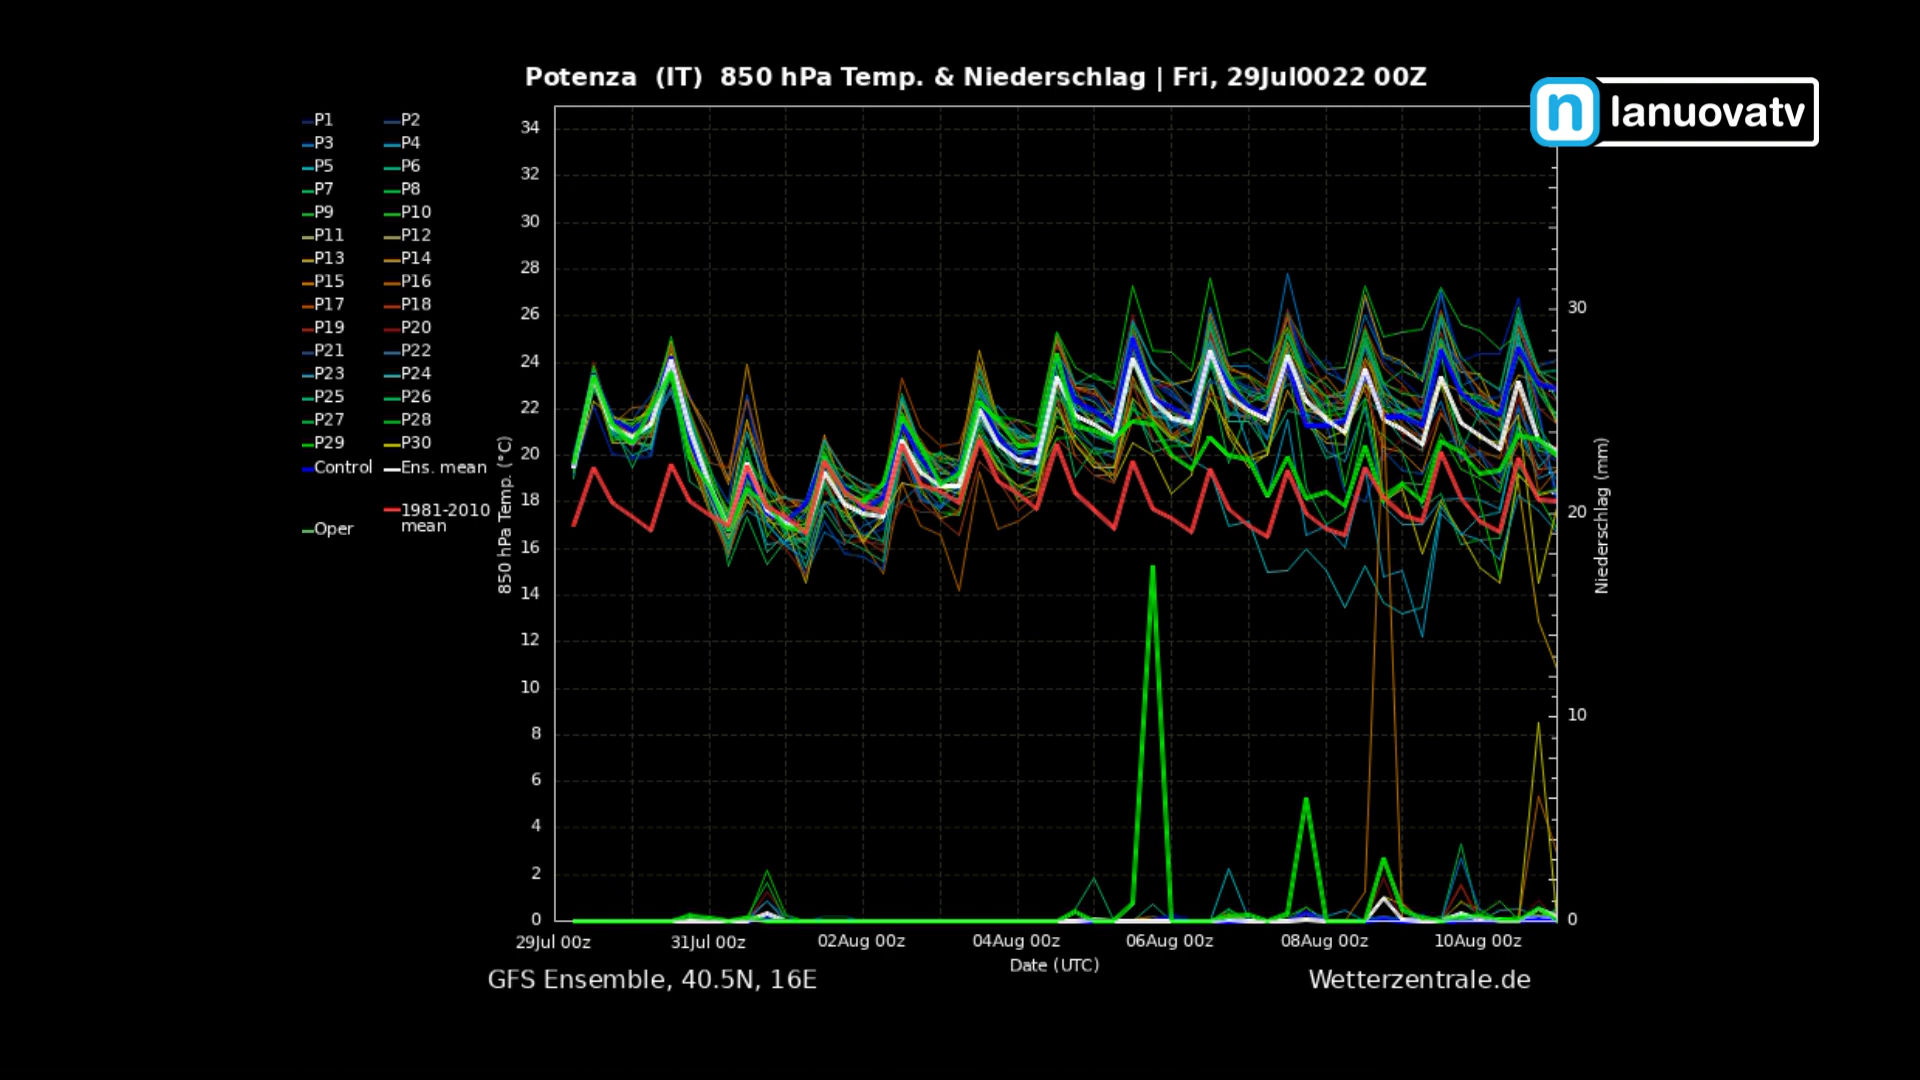 Potenza (IT) 850 hPa Temp. & Niederschlag | Fri, 29Jul0022 00Z
n lanuovatv
P1 P2
P3 P4
P5 P6
P7 P8
P9 P10
P11 P12
P13 P14
P15 P16
P17 P18
P19 P20
P21 P22
P23 P24
P25 P26
P27 P28
P29 P30
Control Ens. mean
Oper 1981-2010
mean
850 hPa Temp. (°C)
34
32
30
28
26
24
22
20
18
16
14
12
10
8
6
4
2
0
30
20
10
0
Niederschlag (mm)
29Jul 00z 31Jul 00z 02Aug 00z 04Aug 00z 06Aug 00z 08Aug 00z 10Aug 00z
Date (UTC)
GFS Ensemble, 40.5N, 16E Wetterzentrale.de